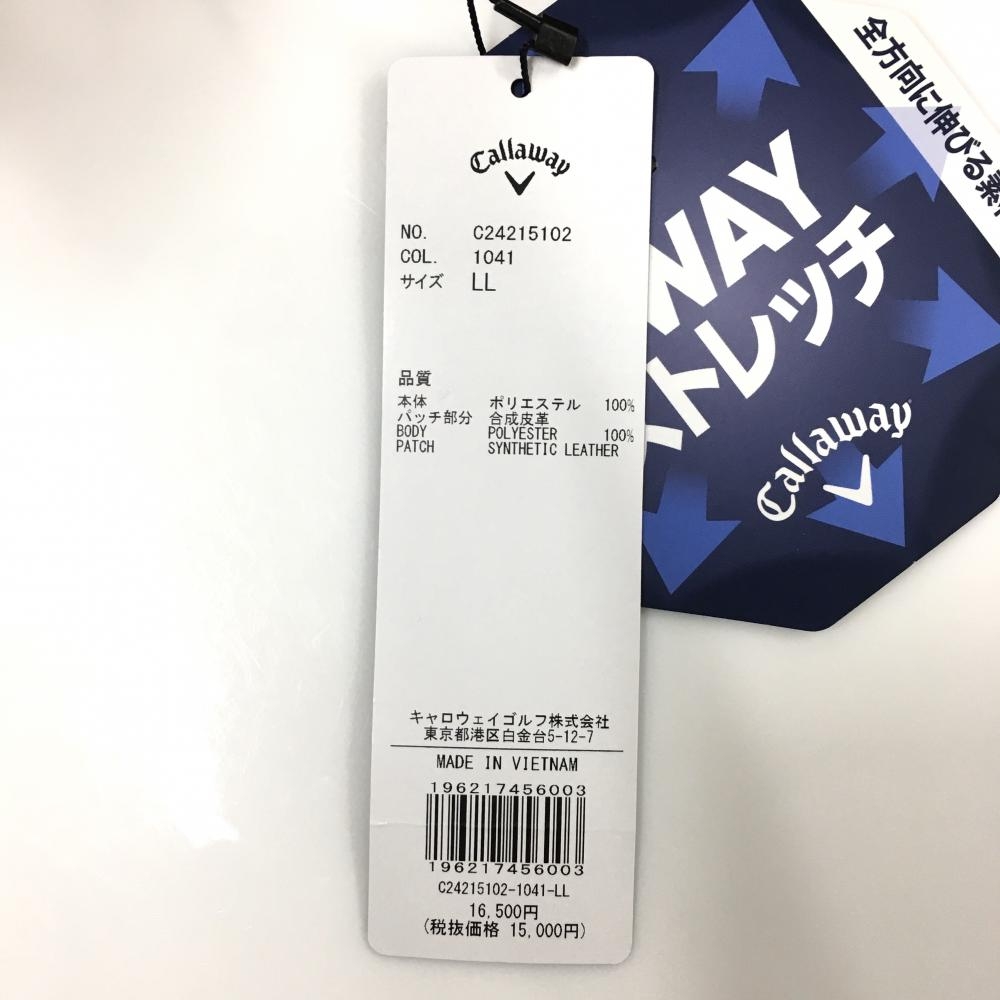 Callaway
NO. C24215102
COL. 1041
サイズ LL
品質
本体 ポリエステル 100%
パッチ部分 合成皮革
BODY POLYESTER 100%
PATCH SYNTHETIC LEATHER
キャロウェイゴルフ株式会社
東京都港区白金台5-12-7
MADE IN VIETNAM
196217456003
196217456003
C24215102-1041-LL
16,500円
(税抜価格 15,000円)
全方向に伸びる素
WAY
トレッチ
Callaway